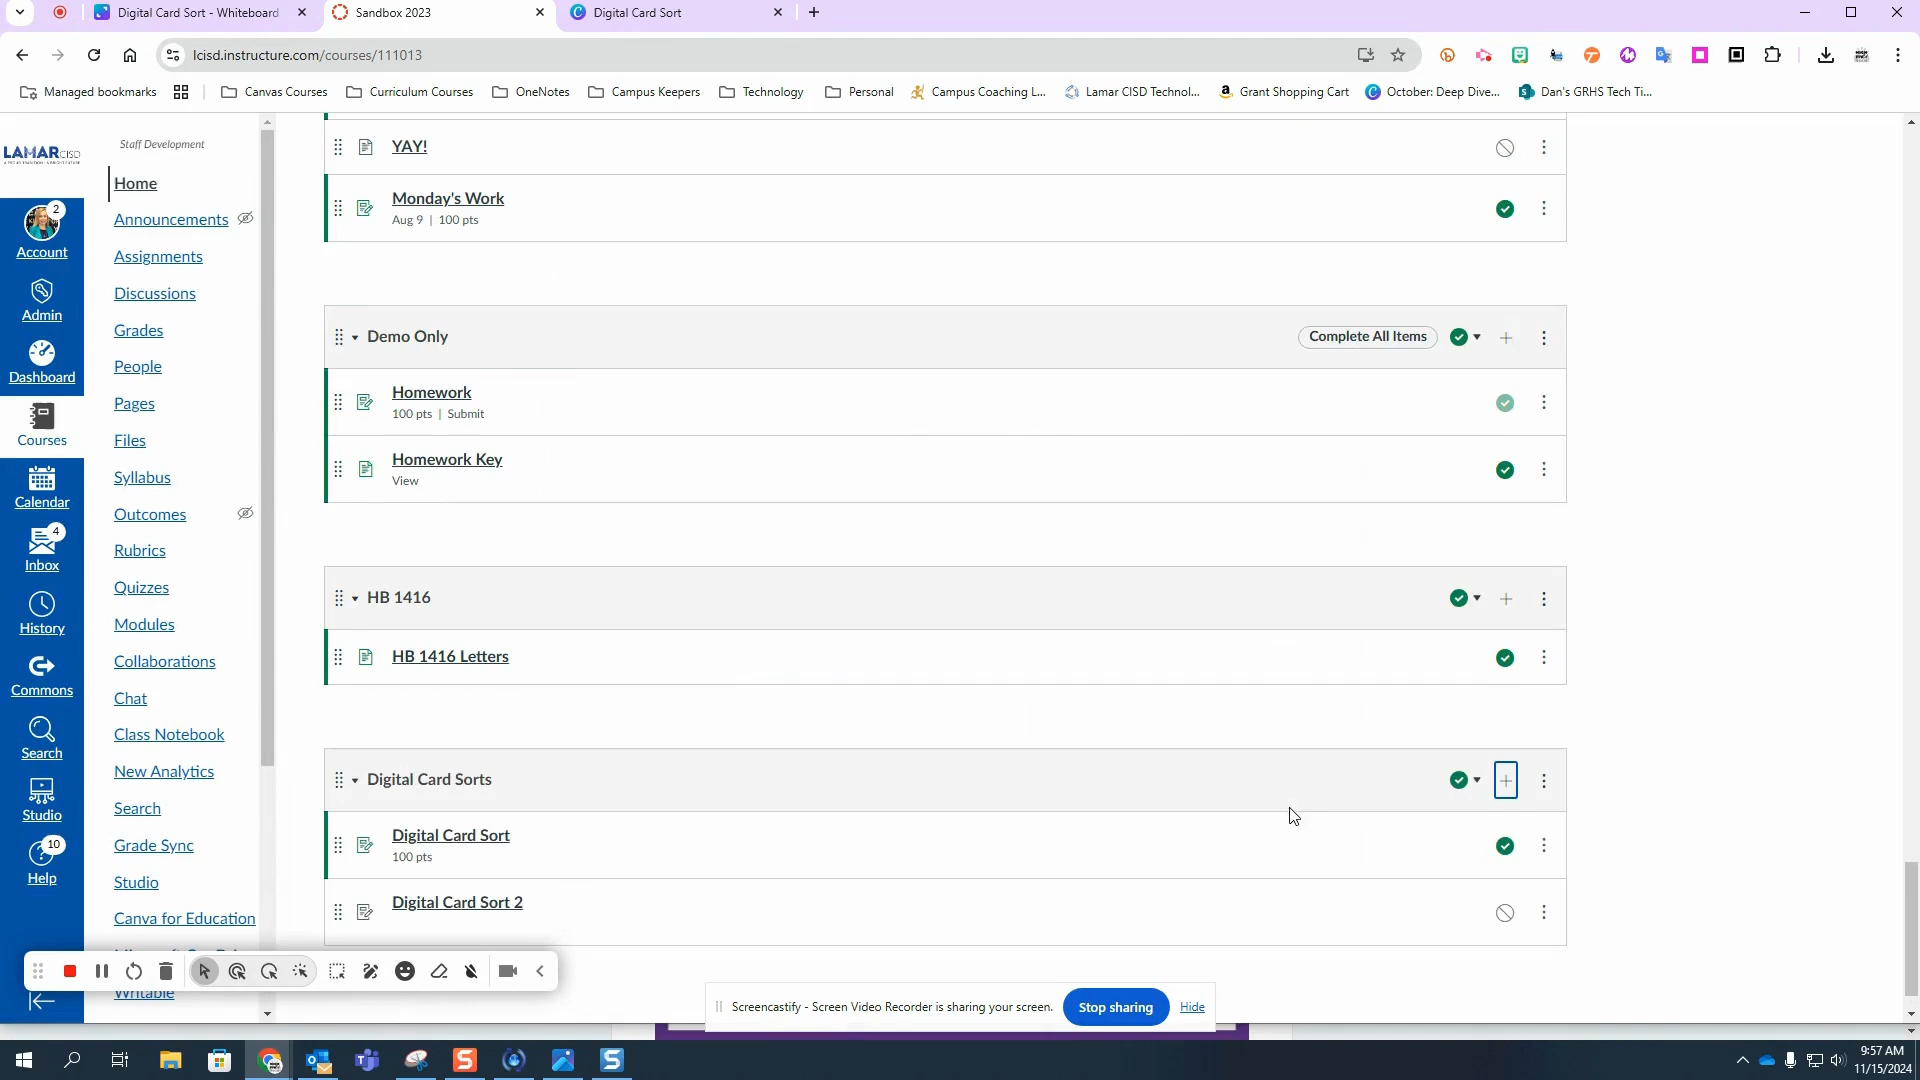 Digital Card Sort - Whiteboard
Sandbox 2023
Digital Card Sort
lcisd.instructure.com/courses/111013
Managed bookmarks
Canvas Courses
Curriculum Courses
OneNotes
Campus Keepers
Technology
Personal
Campus Coaching L...
Lamar CISD Technol...
Grant Shopping Carts
October: Deep Dive...
Dan's GRHS Tech Ti...
LAMAR CISD
2
Account
Admin
Dashboard
Courses
Calendar
4
Inbox
History
Commons
Search
Studio
10
Help
Staff Development
Home
Announcements
Assignments
Discussions
Grades
People
Pages
Files
Syllabus
Outcomes
Rubrics
Quizzes
Modules
Collaborations
Chat
Class Notebook
New Analytics
Search
Grade Sync
Studio
Canva for Education
Writable
YAY!
Monday's Work
Aug 9 | 100 pts
Demo Only
Complete All Items
Homework
100 pts | Submit
Homework Key
View
HB 1416
HB 1416 Letters
Digital Card Sorts
Digital Card Sort
100 pts
Digital Card Sort 2
Screencastify - Screen Video Recorder is sharing your screen.
Stop sharing
Hide
9:57 AM
11/15/2024